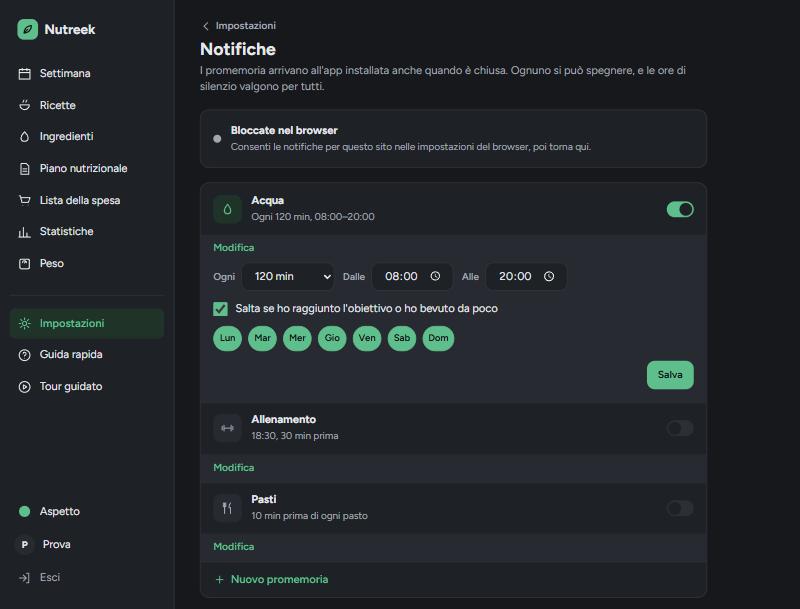 Nutreek
Settimana
Ricette
Ingredienti
Piano nutrizionale
Lista della spesa
Statistiche
Peso
Impostazioni
Guida rapida
Tour guidato
Aspetto
P Prova
Esci
Impostazioni
Notifiche
I promemoria arrivano all'app installata anche quando è chiusa. Ognuno si può spegnere, e le ore di
silenzio valgono per tutti.
Bloccate nel browser
Consenti le notifiche per questo sito nelle impostazioni del browser, poi torna qui.
Acqua
Ogni 120 min, 08:00–20:00
Modifica
Ogni 120 min Dalle 08:00 Alle 20:00
Salta se ho raggiunto l'obiettivo o ho bevuto da poco
Lun Mar Mer Gio Ven Sab Dom
Salva
Allenamento
18:30, 30 min prima
Modifica
Pasti
10 min prima di ogni pasto
Modifica
+ Nuovo promemoria